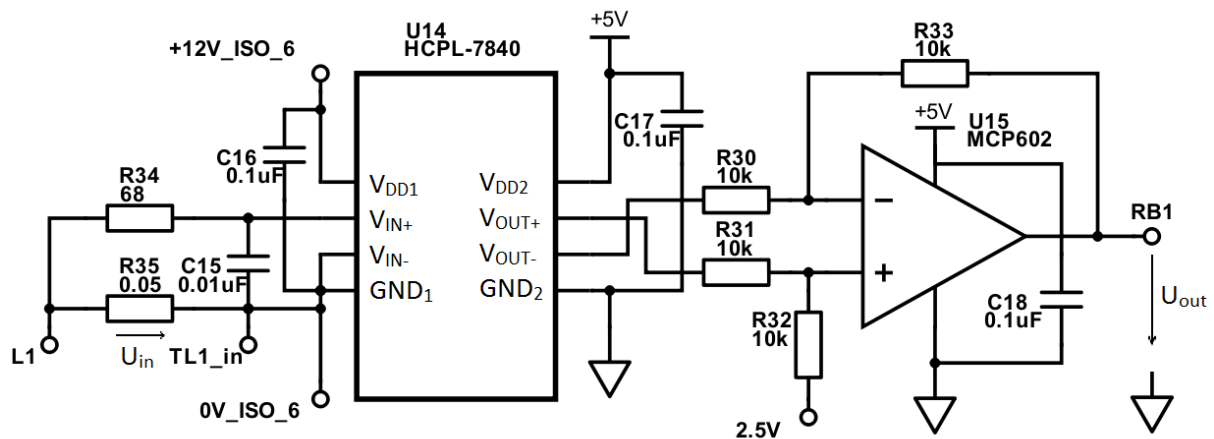 U14
HCPL-7840
+12V_ISO_6
+5V
R33
10k
C17
0.1uF
+5V
U15
MCP602
C16
0.1uF
R34
68
R30
10k
VDD1
VDD2
VIN+
VOUT+
VIN-
VOUT-
GND1
GND2
R35
0.05
C15
0.01uF
R31
10k
−
+
RB1
R32
10k
C18
0.1uF
Uout
L1
Uin
TL1_in
0V_ISO_6
2.5V